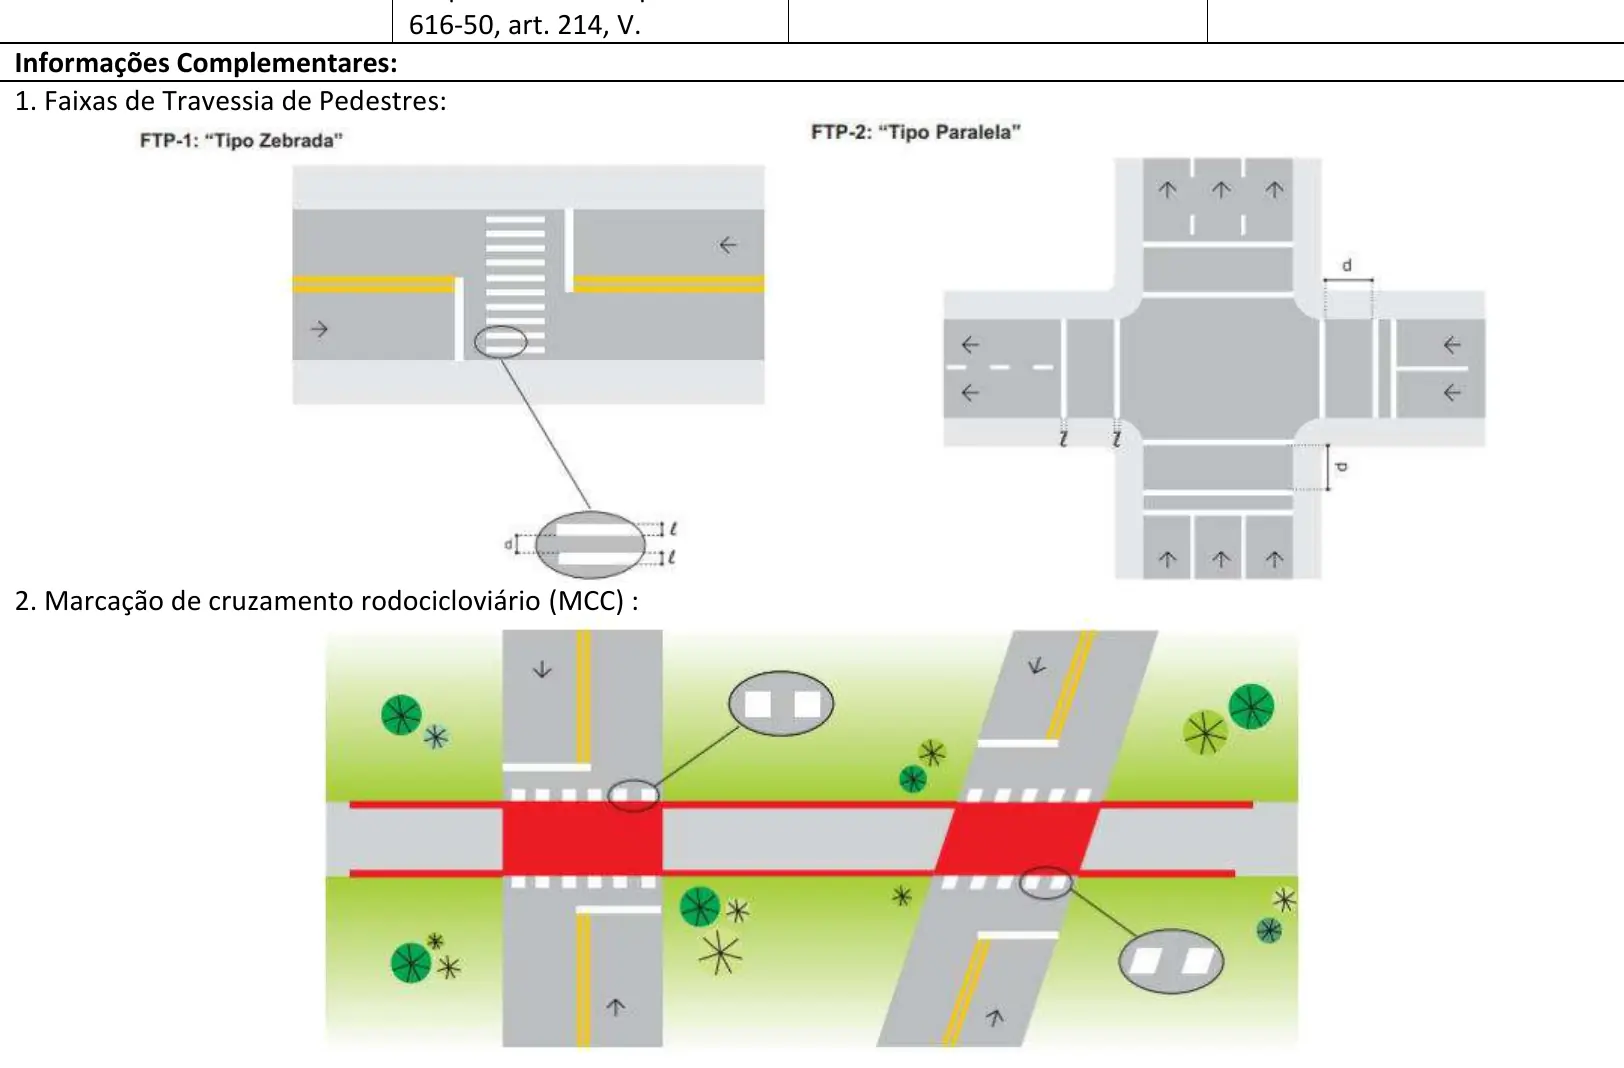 616-50, art. 214, V.
Informações Complementares:
1. Faixas de Travessia de Pedestres:
FTP-1: “Tipo Zebrada”
FTP-2: “Tipo Paralela”
d
ℓ
ℓ
d
d
ℓ
ℓ
2. Marcação de cruzamento rodocicloviário (MCC) :